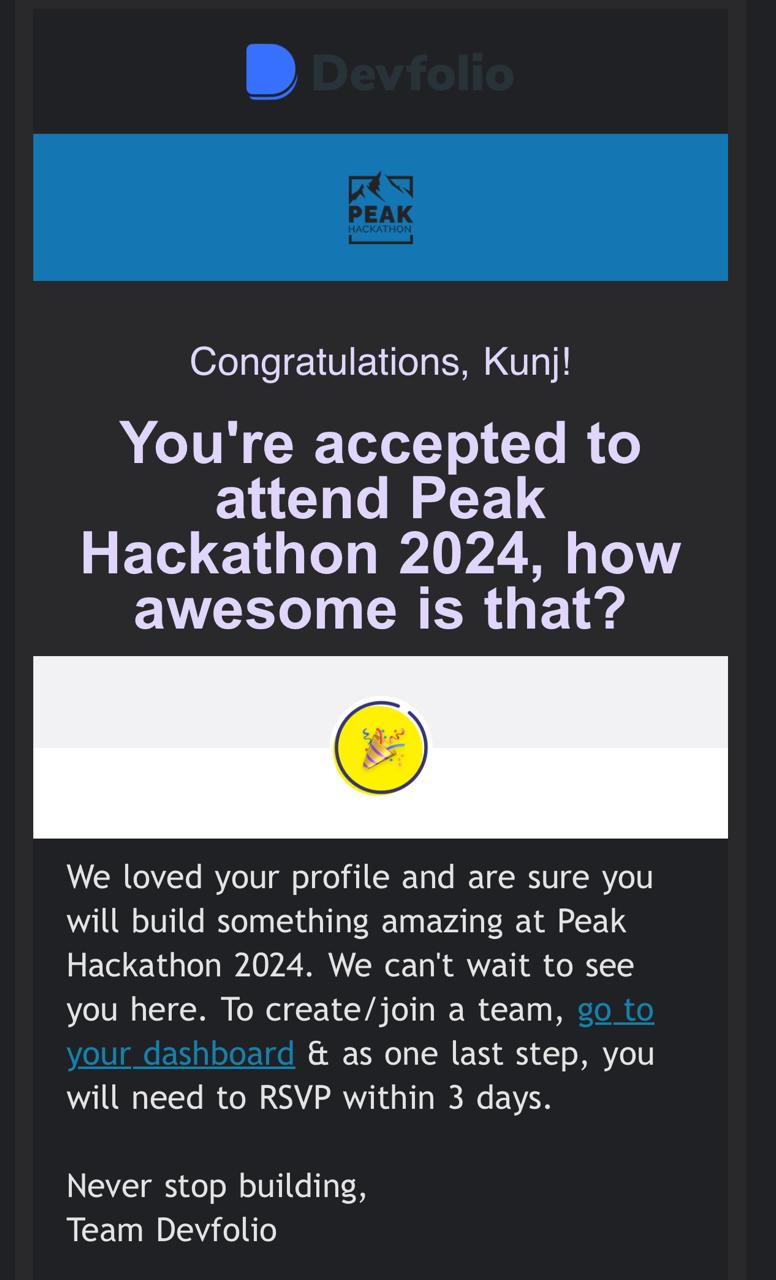 Devfolio
PEAK
HACKATHON
Congratulations, Kunj!
You're accepted to
attend Peak
Hackathon 2024, how
awesome is that?
We loved your profile and are sure you
will build something amazing at Peak
Hackathon 2024. We can't wait to see
you here. To create/join a team, go to
your dashboard & as one last step, you
will need to RSVP within 3 days.
Never stop building,
Team Devfolio